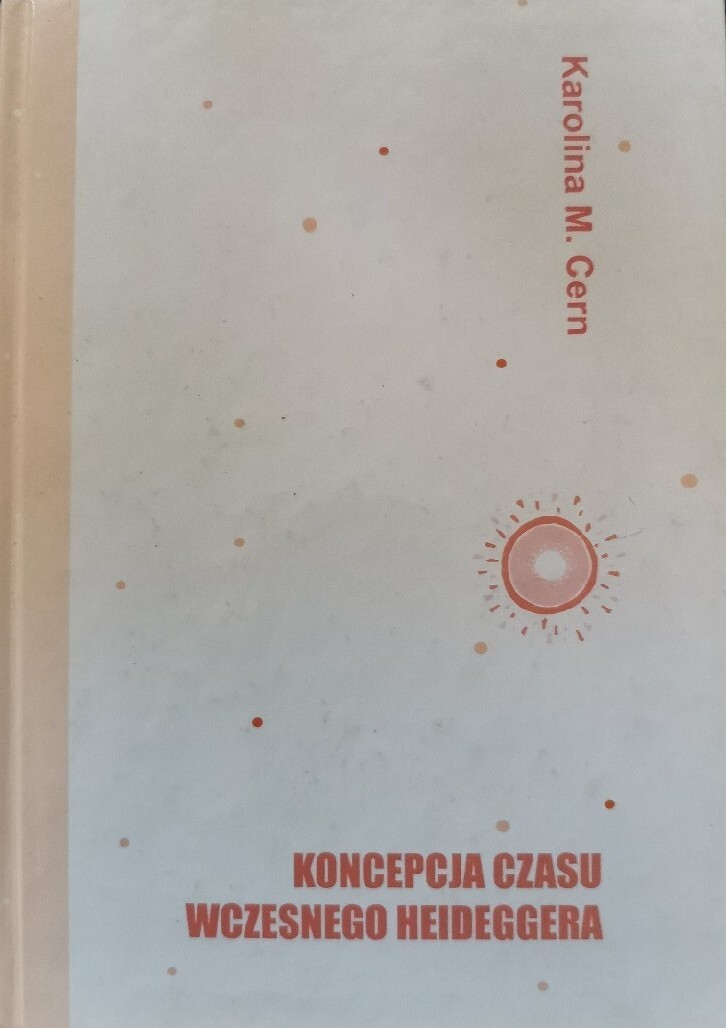 Karolina M. Cern
KONCEPCJA CZASU
WCZESNEGO HEIDEGGERA